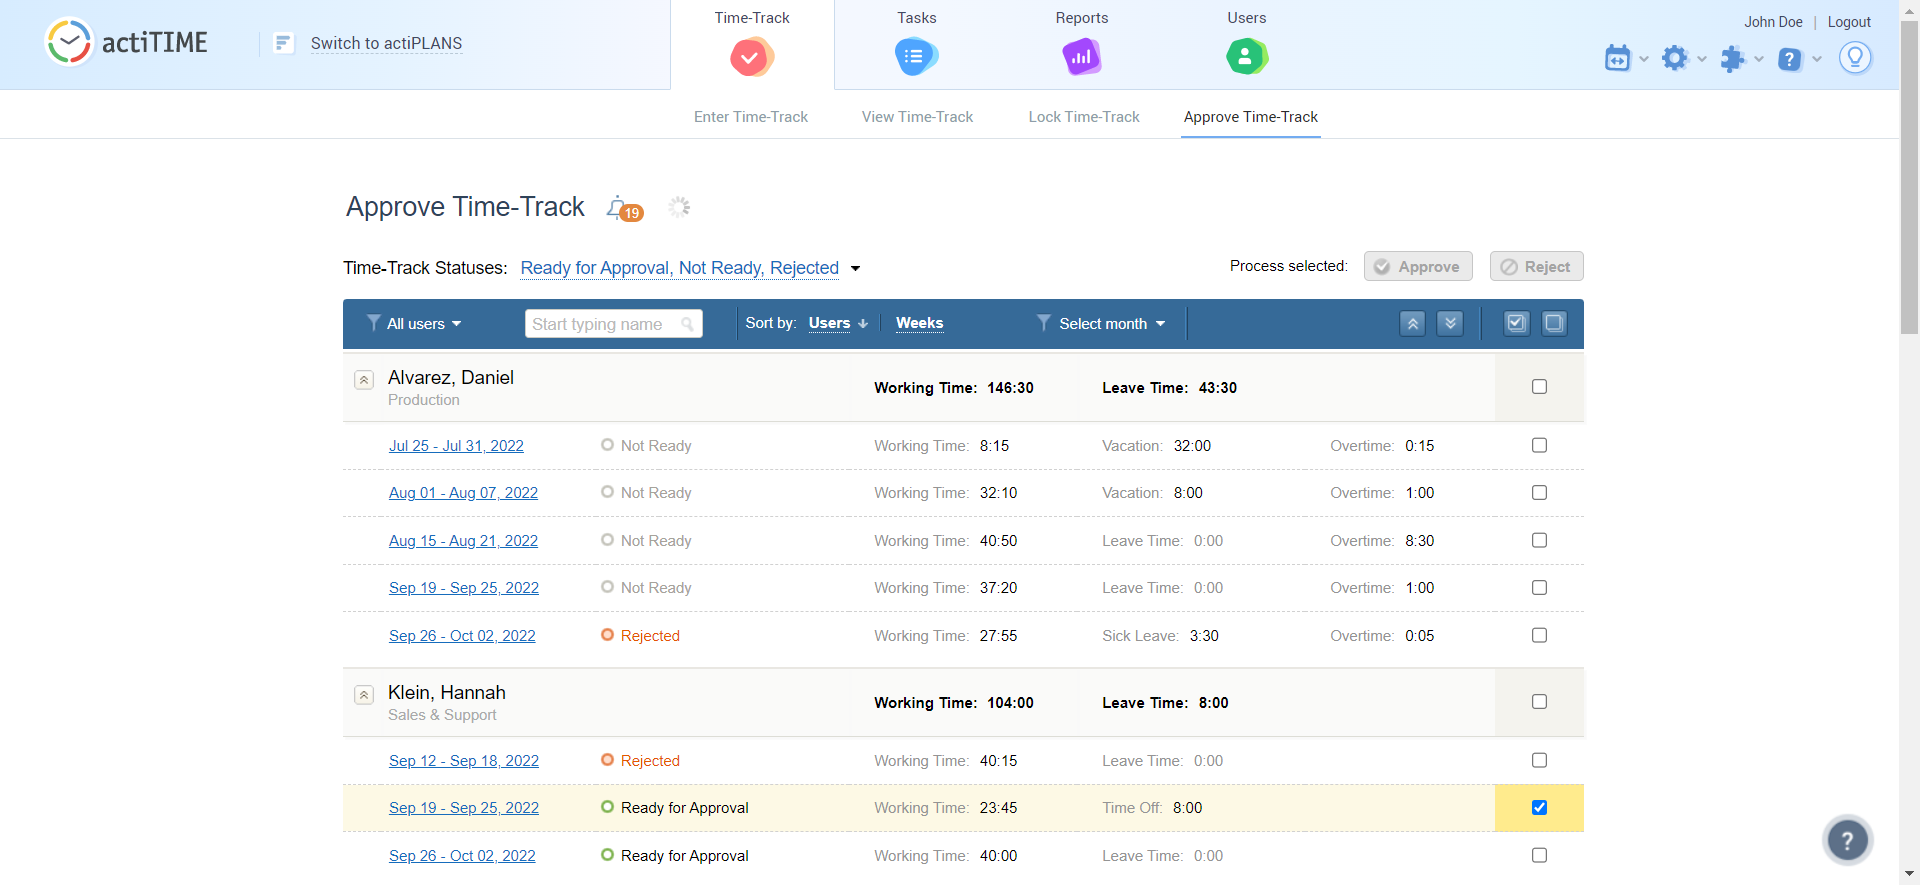 actiTIME
Switch to actiPLANS
Time-Track
Tasks
Reports
Users
John Doe | Logout
Enter Time-Track
View Time-Track
Lock Time-Track
Approve Time-Track
Approve Time-Track 19
Time-Track Statuses: Ready for Approval, Not Ready, Rejected
Process selected: Approve Reject
All users Start typing name Sort by: Users Weeks Select month
Alvarez, Daniel
Production
Working Time: 146:30 Leave Time: 43:30
Jul 25 - Jul 31, 2022 Not Ready Working Time: 8:15 Vacation: 32:00 Overtime: 0:15
Aug 01 - Aug 07, 2022 Not Ready Working Time: 32:10 Vacation: 8:00 Overtime: 1:00
Aug 15 - Aug 21, 2022 Not Ready Working Time: 40:50 Leave Time: 0:00 Overtime: 8:30
Sep 19 - Sep 25, 2022 Not Ready Working Time: 37:20 Leave Time: 0:00 Overtime: 1:00
Sep 26 - Oct 02, 2022 Rejected Working Time: 27:55 Sick Leave: 3:30 Overtime: 0:05
Klein, Hannah
Sales & Support
Working Time: 104:00 Leave Time: 8:00
Sep 12 - Sep 18, 2022 Rejected Working Time: 40:15 Leave Time: 0:00
Sep 19 - Sep 25, 2022 Ready for Approval Working Time: 23:45 Time Off: 8:00
Sep 26 - Oct 02, 2022 Ready for Approval Working Time: 40:00 Leave Time: 0:00
?